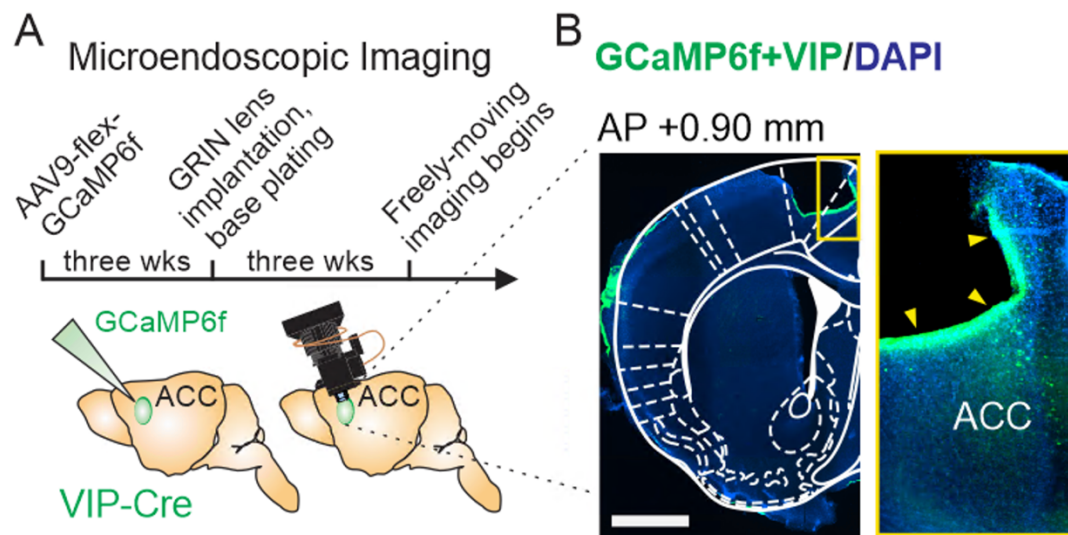 A
Microendoscopic Imaging
AAV9-flex-
GCaMP6f
GRIN lens
implantation,
base plating
Freely-moving
imaging begins
three wks
three wks
GCaMP6f
ACC
ACC
VIP-Cre
B
GCaMP6f+VIP/DAPI
AP +0.90 mm
ACC